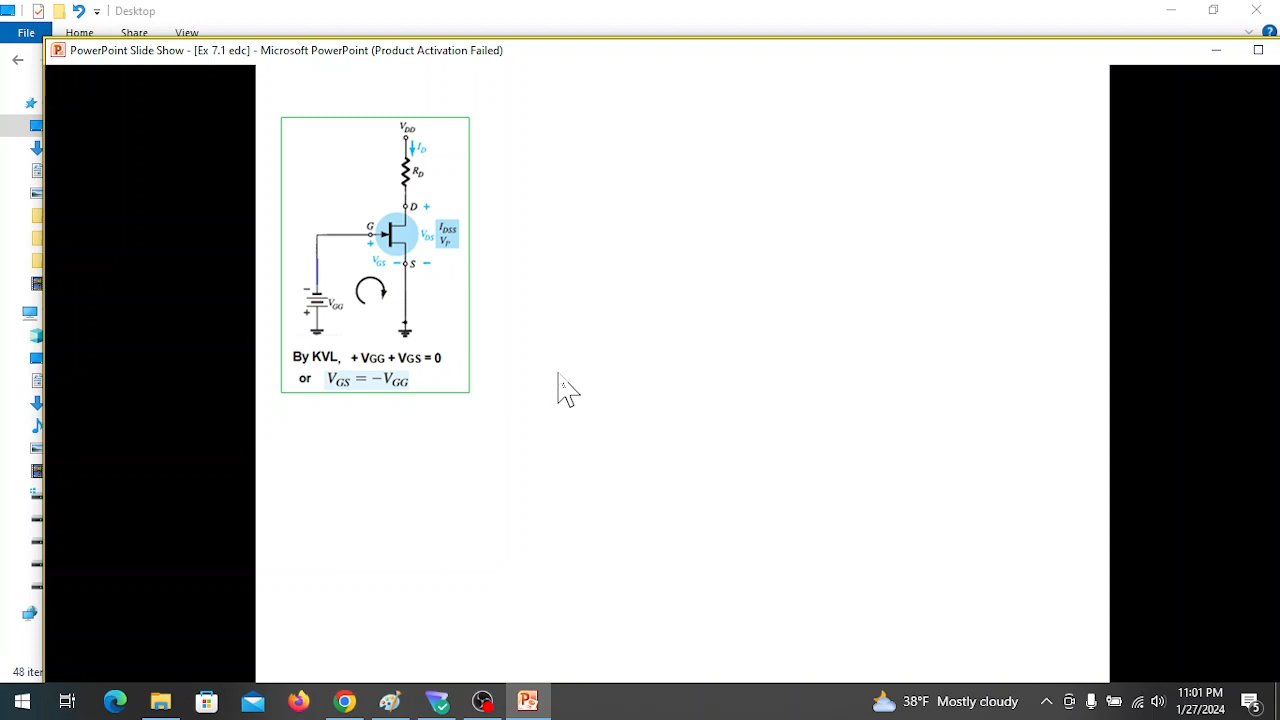 Desktop
File Home Share View
PowerPoint Slide Show - [Ex 7.1 edc] - Microsoft PowerPoint (Product Activation Failed)
VDD
ID
RD
D +
G
+
VDS
IDSS
VP
VGS − S −
−
VGG
+
By KVL, + VGG + VGS = 0
or VGS = −VGG
48 iter
38°F Mostly cloudy
11:01 PM
1/27/2024
5